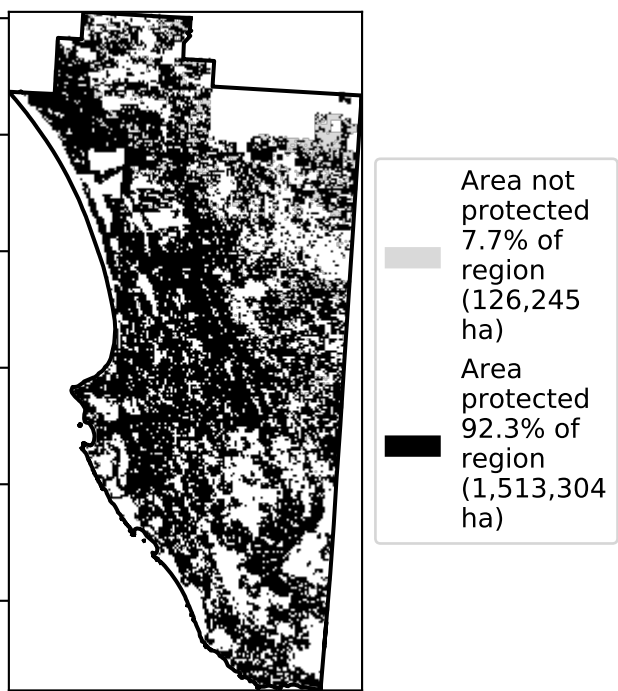 Area not
protected
7.7% of
region
(126,245
ha)
Area
protected
92.3% of
region
(1,513,304
ha)